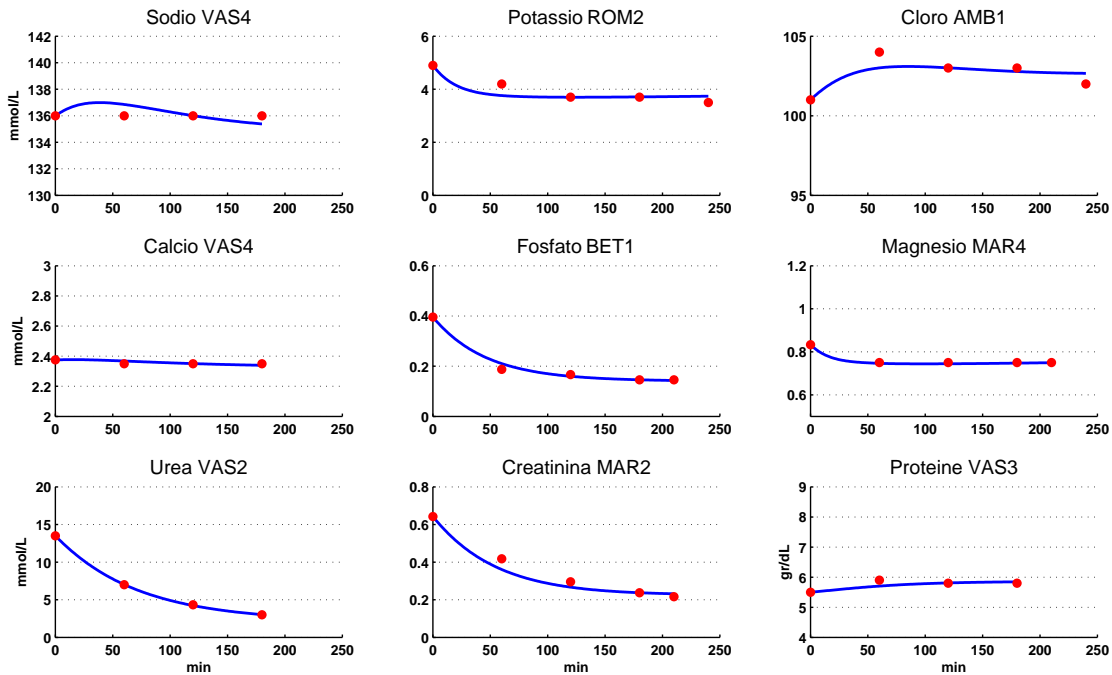 Sodio VAS4
142
140
138
136
134
132
130
mmol/L
0 50 100 150 200 250
Potassio ROM2
6
4
2
0
0 50 100 150 200 250
Cloro AMB1
105
100
95
0 50 100 150 200 250
Calcio VAS4
3
2.8
2.6
2.4
2.2
2
mmol/L
0 50 100 150 200 250
Fosfato BET1
0.6
0.4
0.2
0
0 50 100 150 200 250
Magnesio MAR4
1.2
1
0.8
0.6
0 50 100 150 200 250
Urea VAS2
20
15
10
5
0
mmol/L
0 50 100 150 200 250
min
Creatinina MAR2
0.8
0.6
0.4
0.2
0
0 50 100 150 200 250
min
Proteine VAS3
9
8
7
6
5
4
gr/dL
0 50 100 150 200 250
min